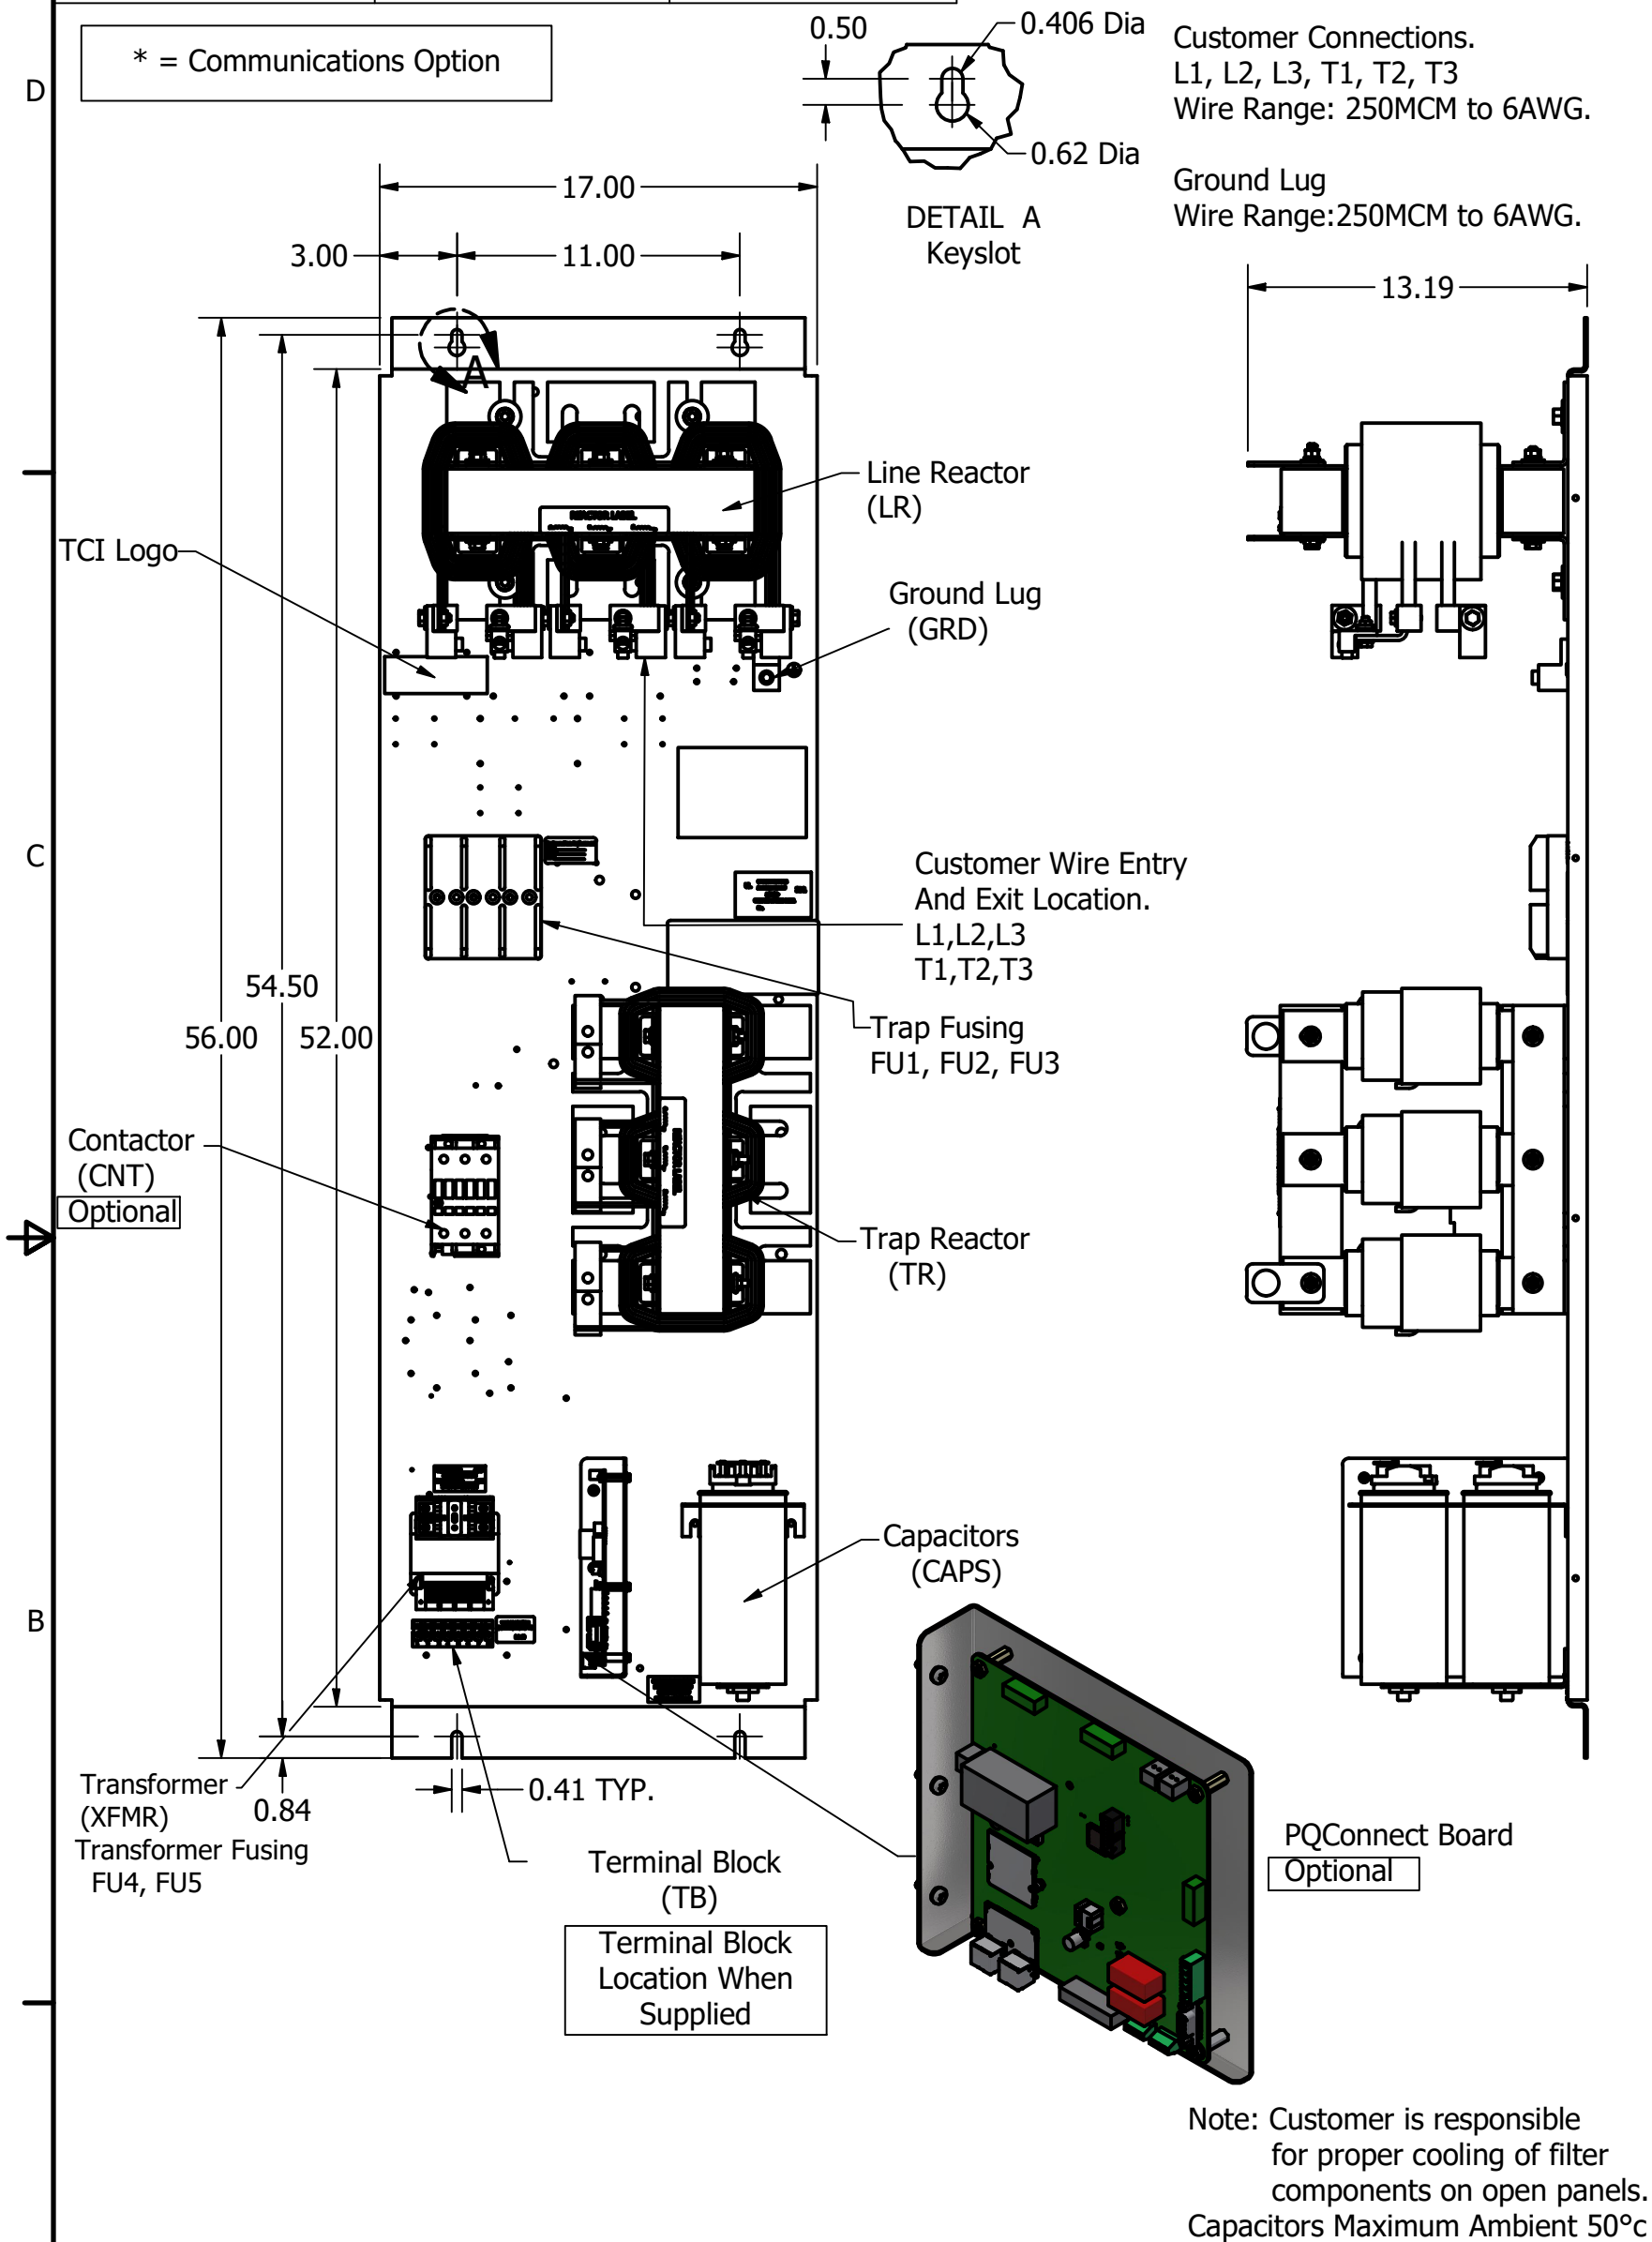 * = Communications Option
D
0.50
0.406 Dia
0.62 Dia
DETAIL A
Keyslot
Customer Connections.
L1, L2, L3, T1, T2, T3
Wire Range: 250MCM to 6AWG.
Ground Lug
Wire Range:250MCM to 6AWG.
17.00
3.00
11.00
13.19
A
Line Reactor
(LR)
REACTOR LABEL
TCI Logo
Ground Lug
(GRD)
C
Customer Wire Entry
And Exit Location.
L1,L2,L3
T1,T2,T3
54.50
56.00
52.00
Trap Fusing
FU1, FU2, FU3
Contactor
(CNT)
Optional
Trap Reactor
(TR)
Capacitors
(CAPS)
B
Transformer
(XFMR)
Transformer Fusing
FU4, FU5
0.84
0.41 TYP.
Terminal Block
(TB)
Terminal Block
Location When
Supplied
PQConnect Board
Optional
Note: Customer is responsible
for proper cooling of filter
components on open panels.
Capacitors Maximum Ambient 50°c